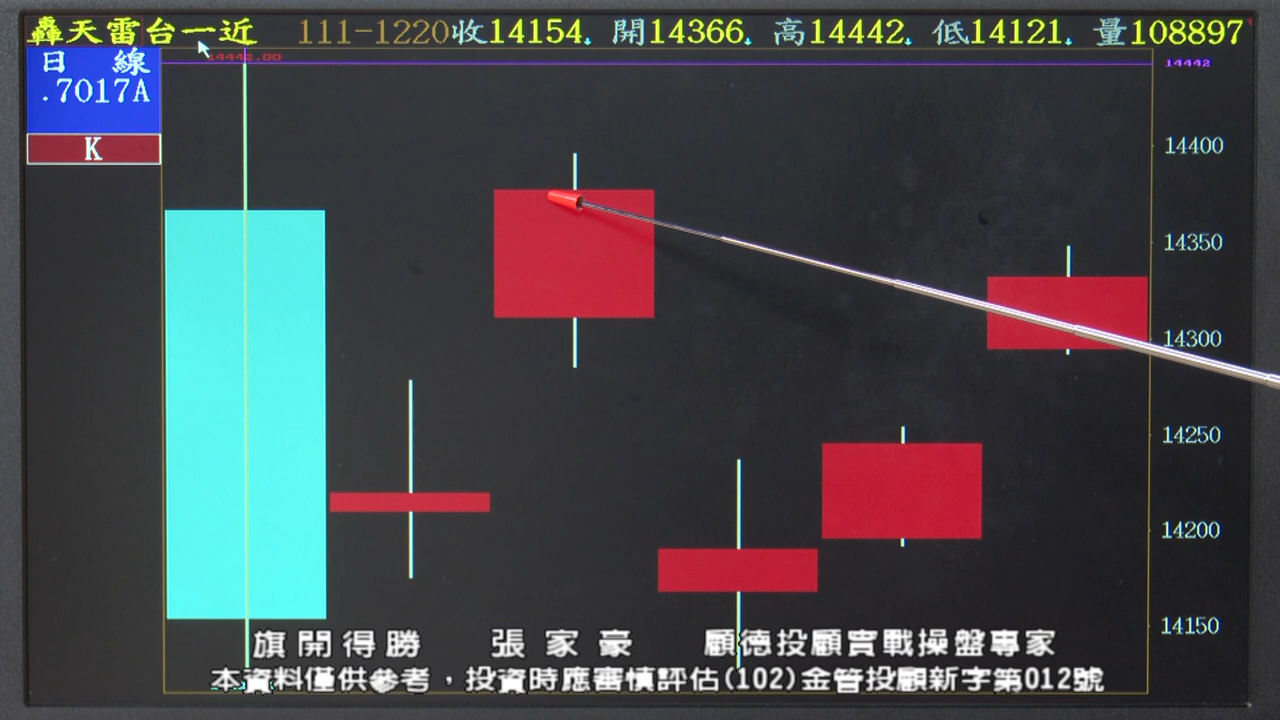 轟天雷台一近 111-1220收14154. 開14366. 高14442. 低14121. 量108897
日 線
.7017A
K
14442.00
14442
14400
14350
14300
14250
14200
14150
旗開得勝 張家豪 顧德投顧實戰操盤專家
本資料僅供參考，投資時應審慎評估(102)金管投顧新字第012號